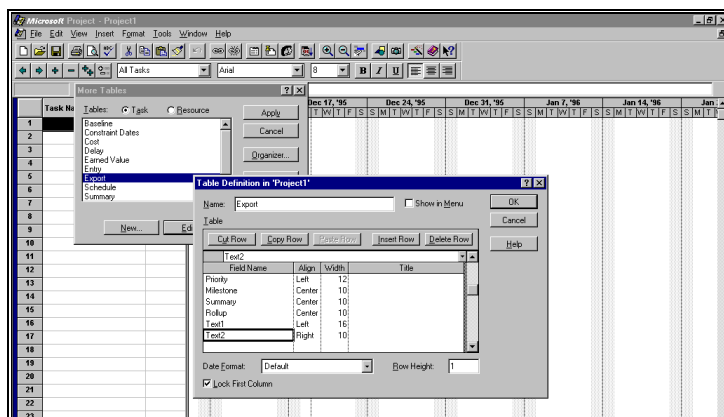 Microsoft Project - Project1
File Edit View Insert Format Tools Window Help
All Tasks Arial 8 B I U
Dec 17, '95 Dec 24, '95 Dec 31, '95 Jan 7, '96 Jan 14, '96 Jan
T W T F S S M T W T F S S M T W T F S S M T W T F S S M T W T F S S M
Task Na
1
2
3
4
5
6
7
8
9
10
11
12
13
14
15
16
17
18
19
20
21
22
23
More Tables
Tables: Task Resource
Baseline
Constraint Dates
Cost
Delay
Earned Value
Entry
Export
Schedule
Summary
Apply
Cancel
Organizer...
New... Edi
Table Definition in 'Project1'
Name: Export Show in Menu
OK
Cancel
Help
Table
Cut Row Copy Row Paste Row Insert Row Delete Row
Text2
Field Name Align Width Title
Priority Left 12
Milestone Center 10
Summary Center 10
Rollup Center 10
Text1 Left 16
Text2 Right 10
Date Format: Default Row Height: 1
Lock First Column